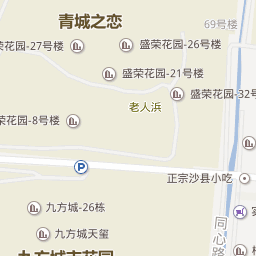 青城之恋
69号楼
荣花园-27号楼
盛荣花园-26号楼
盛荣花园-21号楼
盛荣花园-32号
老人浜
荣花园-8号楼
P
正宗沙县小吃
九方城-26栋
同心路
九方城天玺